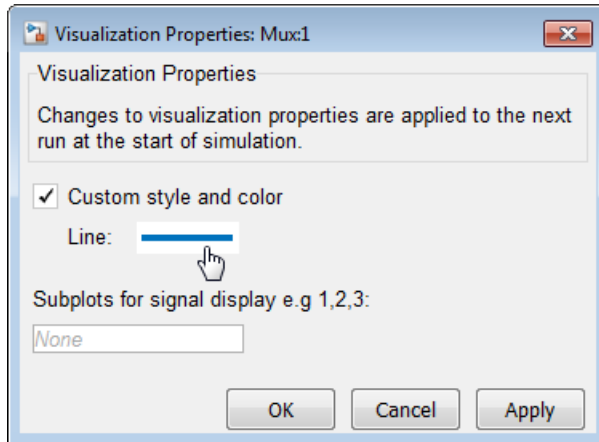 Visualization Properties: Mux:1
Visualization Properties
Changes to visualization properties are applied to the next
run at the start of simulation.
Custom style and color
Line:
Subplots for signal display e.g 1,2,3:
None
OK Cancel Apply